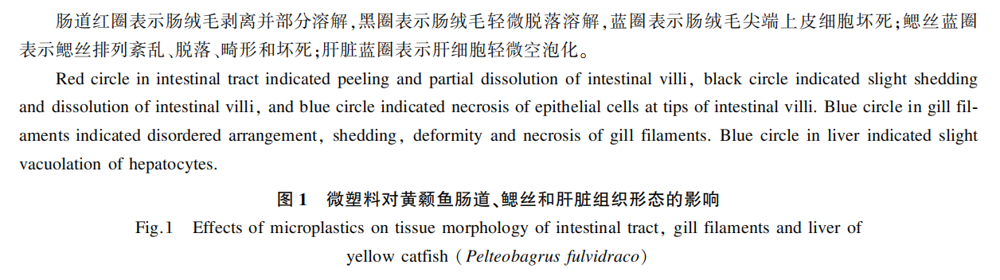 肠道红圈表示肠绒毛剥离并部分溶解,黑圈表示肠绒毛轻微脱落溶解,蓝圈表示肠绒毛尖端上皮细胞坏死;鳃丝蓝圈
表示鳃丝排列紊乱、脱落、畸形和坏死;肝脏蓝圈表示肝细胞轻微空泡化。
Red circle in intestinal tract indicated peeling and partial dissolution of intestinal villi, black circle indicated slight shedding
and dissolution of intestinal villi, and blue circle indicated necrosis of epithelial cells at tips of intestinal villi. Blue circle in gill fil-
aments indicated disordered arrangement, shedding, deformity and necrosis of gill filaments. Blue circle in liver indicated slight
vacuolation of hepatocytes.
图 1 微塑料对黄颡鱼肠道、鳃丝和肝脏组织形态的影响
Fig.1 Effects of microplastics on tissue morphology of intestinal tract, gill filaments and liver of
yellow catfish (Pelteobagrus fulvidraco)